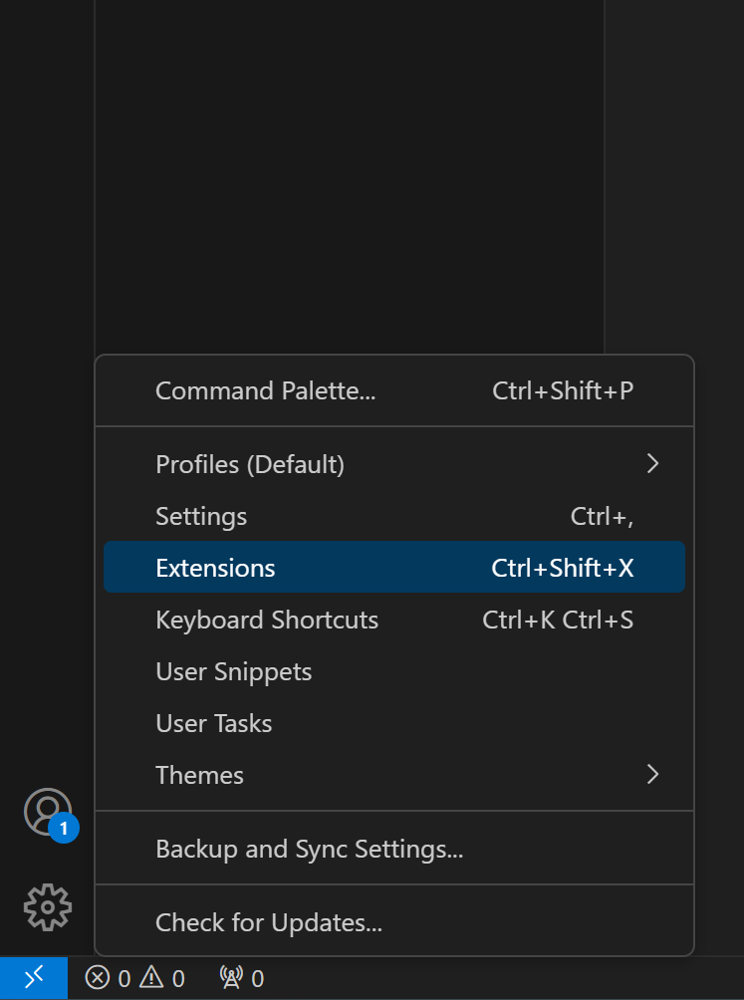 Command Palette... Ctrl+Shift+P
Profiles (Default)
Settings Ctrl+,
Extensions Ctrl+Shift+X
Keyboard Shortcuts Ctrl+K Ctrl+S
User Snippets
User Tasks
Themes
1
Backup and Sync Settings...
Check for Updates...
0 0 0